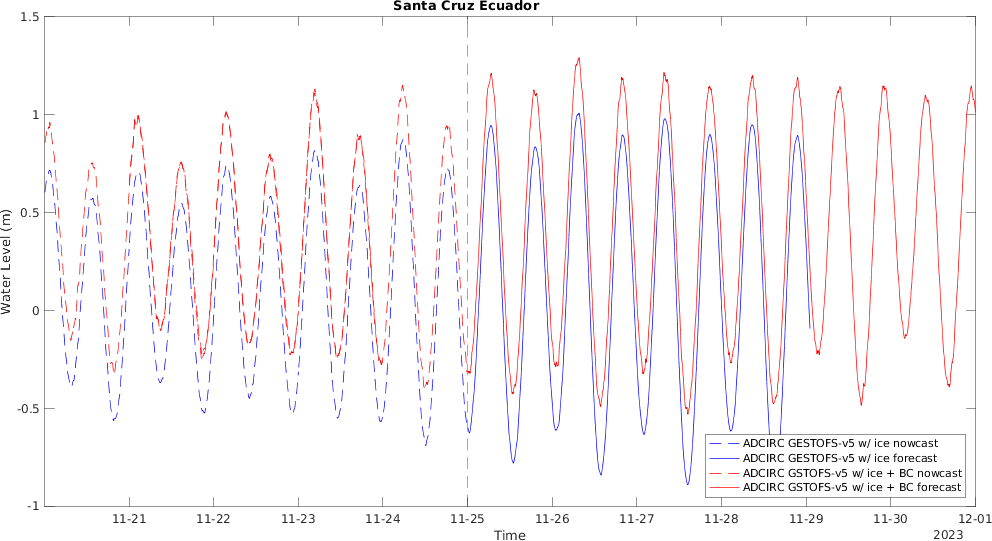 Santa Cruz Ecuador
1.5
1
0.5
0
-0.5
-1
Water Level (m)
11-21 11-22 11-23 11-24 11-25 11-26 11-27 11-28 11-29 11-30 12-01
Time
2023
ADCIRC GESTOFS-v5 w/ ice nowcast
ADCIRC GESTOFS-v5 w/ ice forecast
ADCIRC GSTOFS-v5 w/ ice + BC nowcast
ADCIRC GSTOFS-v5 w/ ice + BC forecast